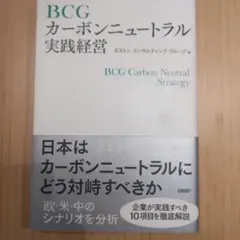 BCG
カーボンニュートラル
実践経営
ボストン コンサルティング グループ 著
BCG Carbon Neutral
Strategy
日本は
カーボンニュートラルに
どう対峙すべきか
欧・米・中の
シナリオを分析
企業が実践すべき
10項目を徹底解説